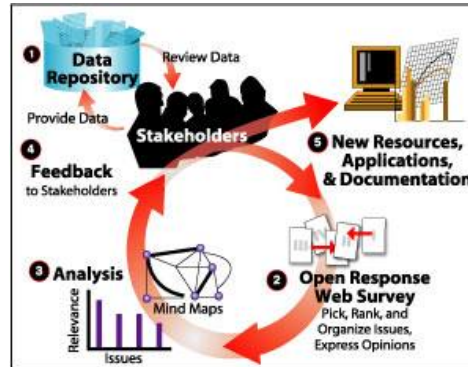 1
Data
Repository
Review Data
Provide Data
Stakeholders
4
Feedback
to Stakeholders
5 New Resources,
Applications,
& Documentation
3 Analysis
Relevance
Issues
Mind Maps
2 Open Response
Web Survey
Pick, Rank, and
Organize Issues,
Express Opinions